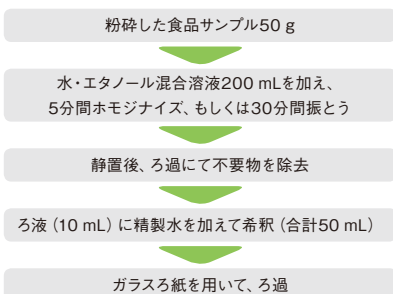 粉砕した食品サンプル50 g
水・エタノール混合溶液200 mLを加え、
5分間ホモジナイズ、もしくは30分間振とう
静置後、ろ過にて不要物を除去
ろ液（10 mL）に精製水を加えて希釈（合計50 mL）
ガラスろ紙を用いて、ろ過